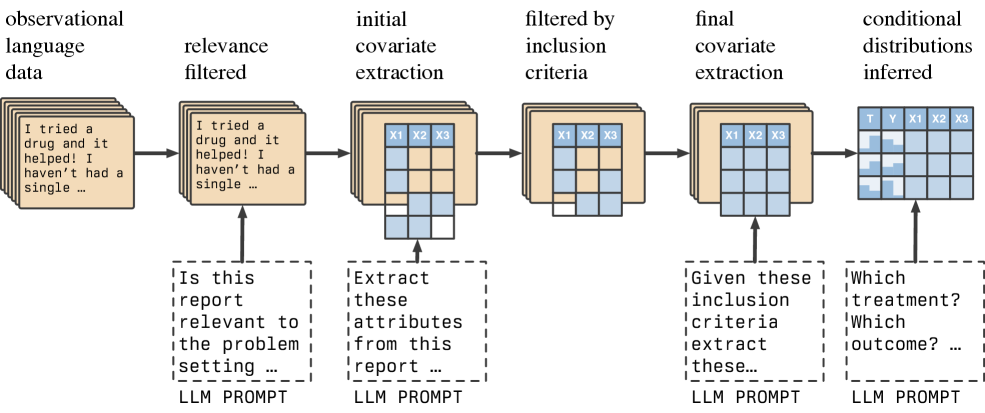 observational
language
data
relevance
filtered
initial
covariate
extraction
filtered by
inclusion
criteria
final
covariate
extraction
conditional
distributions
inferred
I tried a
drug and it
helped! I
haven't had a
single …
I tried a
drug and it
helped! I
haven't had a
single …
X1 X2 X3
X1 X2 X3
X1 X2 X3
T Y X1 X2 X3
Is this
report
relevant to
the problem
setting …
LLM PROMPT
Extract
these
attributes
from this
report …
LLM PROMPT
Given these
inclusion
criteria
extract
these…
LLM PROMPT
Which
treatment?
Which
outcome? …
LLM PROMPT